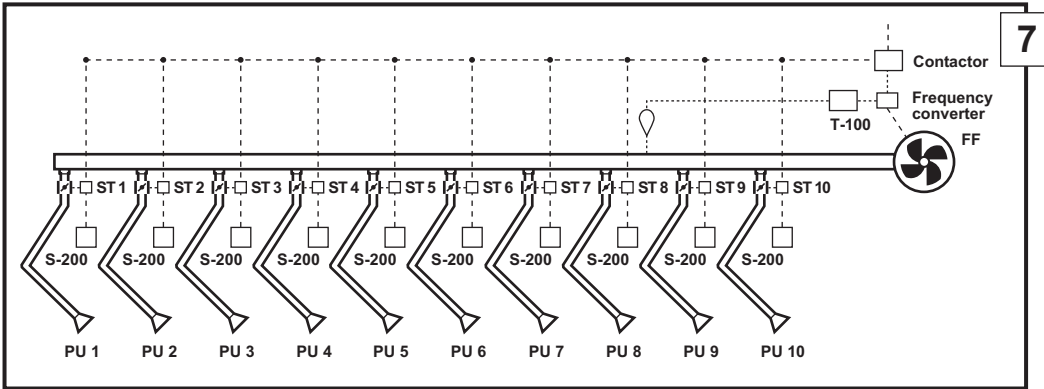 7
Contactor
Frequency
converter
T-100
FF
ST 1 ST 2 ST 3 ST 4 ST 5 ST 6 ST 7 ST 8 ST 9 ST 10
S-200 S-200 S-200 S-200 S-200 S-200 S-200 S-200 S-200 S-200
PU 1 PU 2 PU 3 PU 4 PU 5 PU 6 PU 7 PU 8 PU 9 PU 10